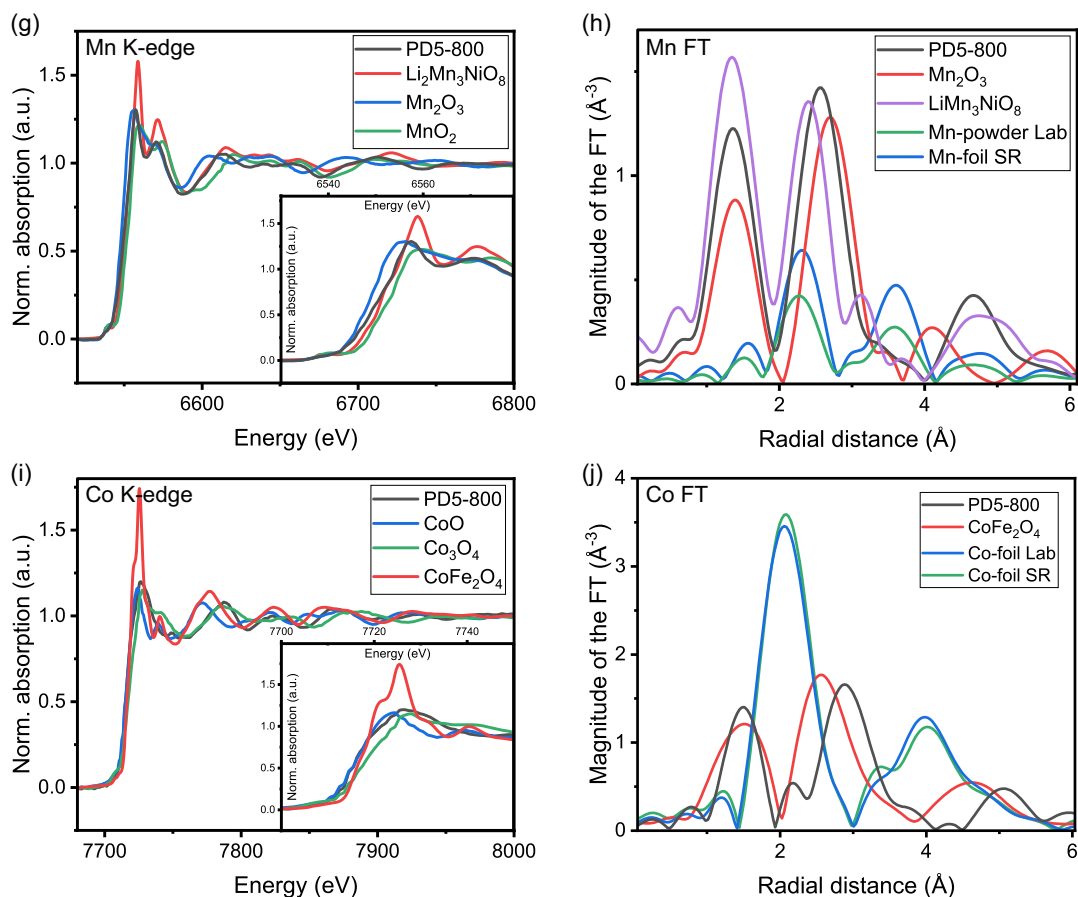 (g)
Mn K-edge
PD5-800
Li₂Mn₃NiO₈
Mn₂O₃
MnO₂
Norm. absorption (a.u.)
1.5
1.0
0.5
0.0
6600
6700
6800
Energy (eV)
6540
6560
Energy (eV)
Norm. absorption (a.u.)
1.5
1.0
0.5
0.0
(h)
Mn FT
PD5-800
Mn₂O₃
LiMn₃NiO₈
Mn-powder Lab
Mn-foil SR
Magnitude of the FT (Å⁻³)
1
0
2
4
6
Radial distance (Å)
(i)
Co K-edge
PD5-800
CoO
Co₃O₄
CoFe₂O₄
Norm. absorption (a.u.)
1.5
1.0
0.5
0.0
7700
7800
7900
8000
Energy (eV)
7700
7720
7740
Energy (eV)
Norm. absorption (a.u.)
1.5
1.0
0.5
0.0
(j)
Co FT
PD5-800
CoFe₂O₄
Co-foil Lab
Co-foil SR
Magnitude of the FT (Å⁻³)
4
3
2
1
0
2
4
6
Radial distance (Å)